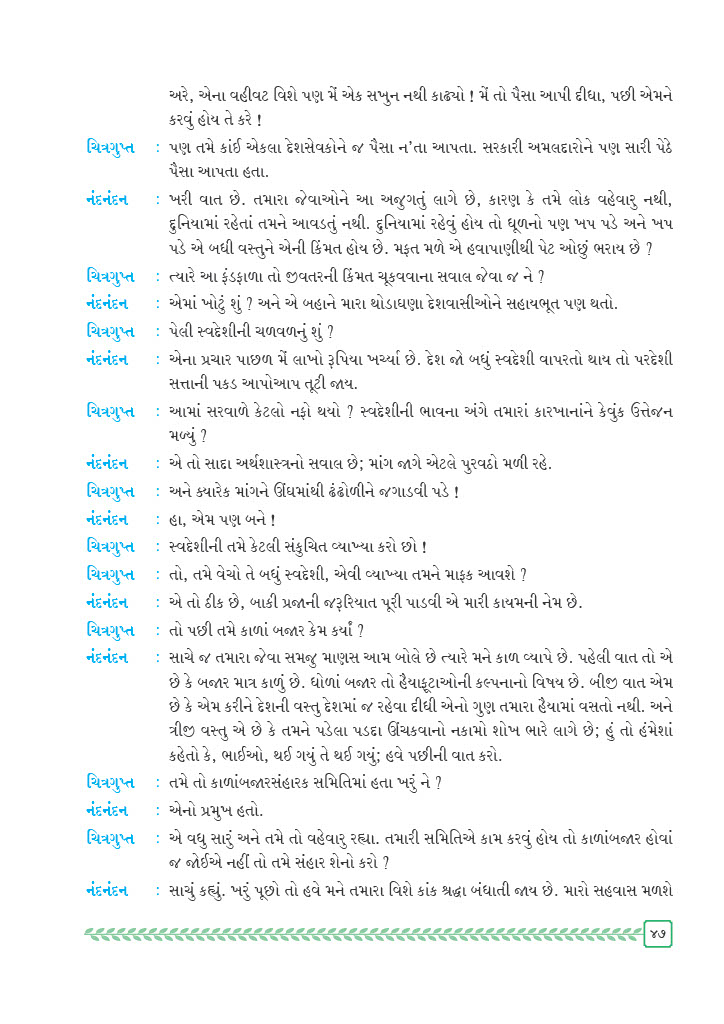 અરે, એના વહીવટ વિશે પણ મેં એક સખુન નથી કાઢ્યો ! મેં તો પૈસા આપી દીધા, પછી એમને
કરવું હોય તે કરે !
ચિત્રગુપ્ત : પણ તમે કાંઈ એકલા દેશસેવકોને જ પૈસા ન’તા આપતા. સરકારી અમલદારોને પણ સારી પેઠે
પૈસા આપતા હતા.
નંદનંદન : ખરી વાત છે. તમારા જેવાઓને આ અજુગતું લાગે છે, કારણ કે તમે લોક વહેવારુ નથી,
દુનિયામાં રહેતાં તમને આવડતું નથી. દુનિયામાં રહેવું હોય તો ધૂળનો પણ ખપ પડે અને ખપ
પડે એ બધી વસ્તુને એની કિંમત હોય છે. મફત મળે એ હવાપાણીથી પેટ ઓછું ભરાય છે ?
ચિત્રગુપ્ત : ત્યારે આ ફંડફાળા તો જીવતરની કિંમત ચૂકવવાના સવાલ જેવા જ ને ?
નંદનંદન : એમાં ખોટું શું ? અને એ બહાને મારા થોડાઘણા દેશવાસીઓને સહાયભૂત પણ થતો.
ચિત્રગુપ્ત : પેલી સ્વદેશીની ચળવળનું શું ?
નંદનંદન : એના પ્રચાર પાછળ મેં લાખો રૂપિયા ખર્ચ્યા છે. દેશ જો બધું સ્વદેશી વાપરતો થાય તો પરદેશી
સત્તાની પકડ આપોઆપ તૂટી જાય.
ચિત્રગુપ્ત : આમાં સરવાળે કેટલો નફો થયો ? સ્વદેશીની ભાવના અંગે તમારાં કારખાનાંને કેવુંક ઉત્તેજન
મળ્યું ?
નંદનંદન : એ તો સાદા અર્થશાસ્ત્રનો સવાલ છે; માંગ જાગે એટલે પુરવઠો મળી રહે.
ચિત્રગુપ્ત : અને ક્યારેક માંગને ઊંઘમાંથી ઢંઢોળીને જગાડવી પડે !
નંદનંદન : હા, એમ પણ બને !
ચિત્રગુપ્ત : સ્વદેશીની તમે કેટલી સંકુચિત વ્યાખ્યા કરો છો !
ચિત્રગુપ્ત : તો, તમે વેચો તે બધું સ્વદેશી, એવી વ્યાખ્યા તમને માફક આવશે ?
નંદનંદન : એ તો ઠીક છે, બાકી પ્રજાની જરૂરિયાત પૂરી પાડવી એ મારી કાયમની નેમ છે.
ચિત્રગુપ્ત : તો પછી તમે કાળાં બજાર કેમ કર્યાં ?
નંદનંદન : સાચે જ તમારા જેવા સમજુ માણસ આમ બોલે છે ત્યારે મને કાળ વ્યાપે છે. પહેલી વાત તો એ
છે કે બજાર માત્ર કાળું છે. ધોળાં બજાર તો હૈયાફૂટાઓની કલ્પનાનો વિષય છે. બીજી વાત એમ
છે કે એમ કરીને દેશની વસ્તુ દેશમાં જ રહેવા દીધી એનો ગુણ તમારા હૈયામાં વસતો નથી. અને
ત્રીજી વસ્તુ એ છે કે તમને પડેલા પડદા ઊંચકવાનો નકામો શોખ ભારે લાગે છે; હું તો હંમેશાં
કહેતો કે, ભાઈઓ, થઈ ગયું તે થઈ ગયું; હવે પછીની વાત કરો.
ચિત્રગુપ્ત : તમે તો કાળાંબજારસંહારક સમિતિમાં હતા ખરું ને ?
નંદનંદન : એનો પ્રમુખ હતો.
ચિત્રગુપ્ત : એ વધુ સારું અને તમે તો વહેવારુ રહ્યા. તમારી સમિતિએ કામ કરવું હોય તો કાળાંબજાર હોવાં
જ જોઈએ નહીં તો તમે સંહાર શેનો કરો ?
નંદનંદન : સાચું કહ્યું. ખરું પૂછો તો હવે મને તમારા વિશે કાંક શ્રદ્ધા બંધાતી જાય છે. મારો સહવાસ મળશે
૪૭